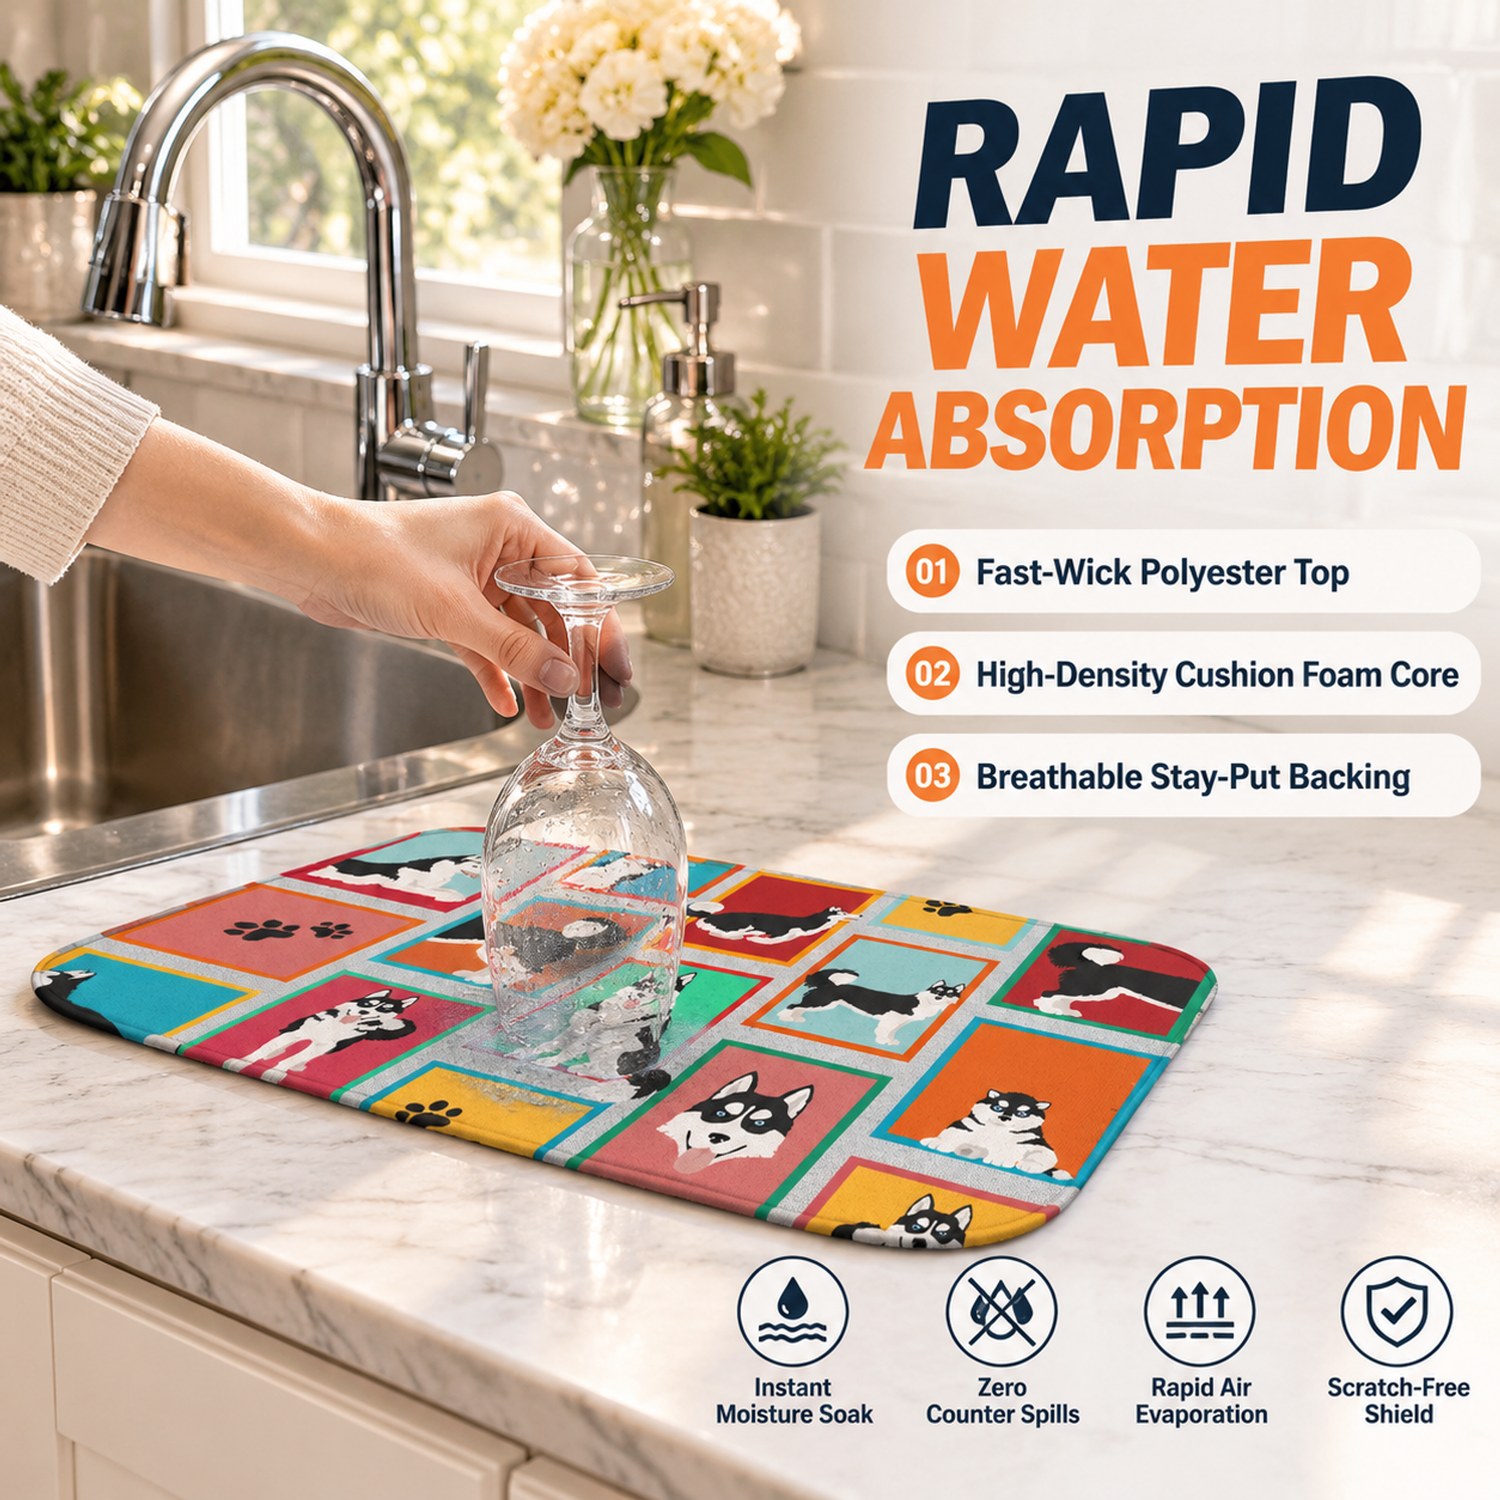 RAPID
WATER
ABSORPTION
01 Fast-Wick Polyester Top
02 High-Density Cushion Foam Core
03 Breathable Stay-Put Backing
Instant
Moisture Soak
Zero
Counter Spills
Rapid Air
Evaporation
Scratch-Free
Shield